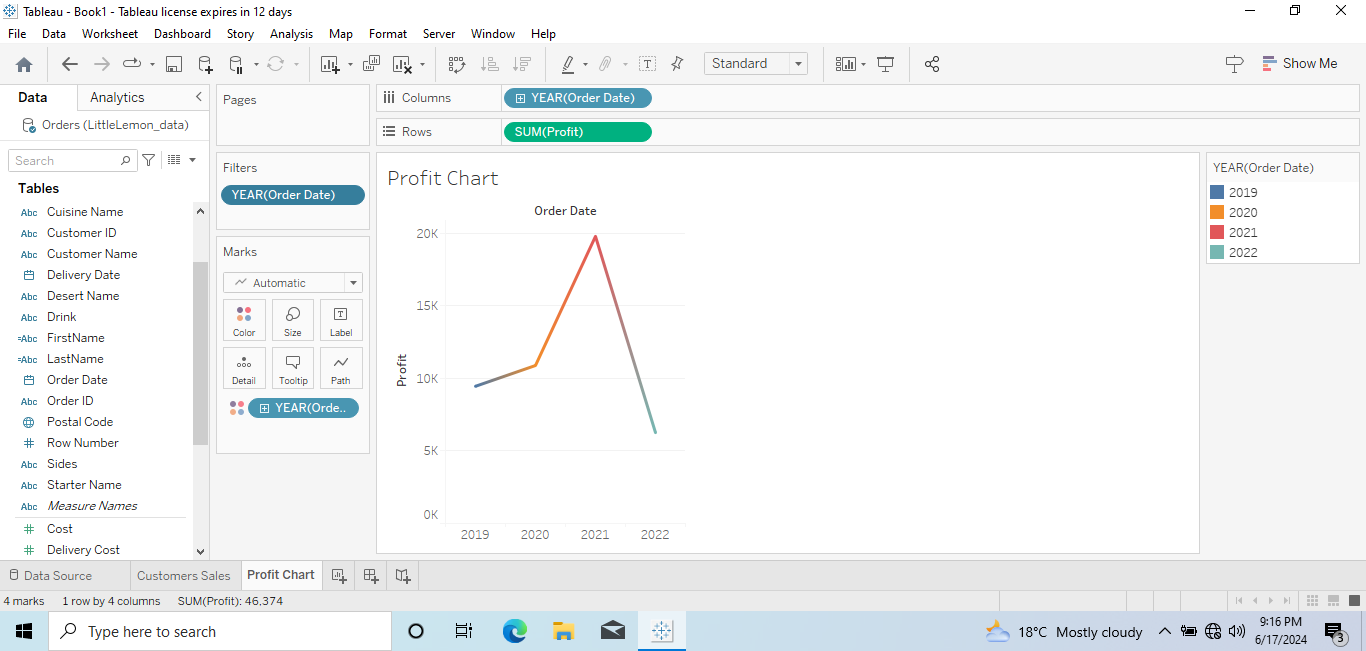 Tableau - Book1 - Tableau license expires in 12 days
File Data Worksheet Dashboard Story Analysis Map Format Server Window Help
Standard
Show Me
Data Analytics
Orders (LittleLemon_data)
Search
Tables
Abc Cuisine Name
Abc Customer ID
Abc Customer Name
Delivery Date
Abc Desert Name
Abc Drink
=Abc FirstName
=Abc LastName
Order Date
Abc Order ID
Postal Code
# Row Number
Abc Sides
Abc Starter Name
Abc Measure Names
# Cost
# Delivery Cost
Pages
Filters
YEAR(Order Date)
Marks
Automatic
Color Size Label
Detail Tooltip Path
YEAR(Orde..
Columns YEAR(Order Date)
Rows SUM(Profit)
Profit Chart
Order Date
20K
15K
10K
5K
0K
Profit
2019 2020 2021 2022
YEAR(Order Date)
2019
2020
2021
2022
Data Source Customers Sales Profit Chart
4 marks 1 row by 4 columns SUM(Profit): 46,374
Type here to search
18°C Mostly cloudy
9:16 PM
6/17/2024
3